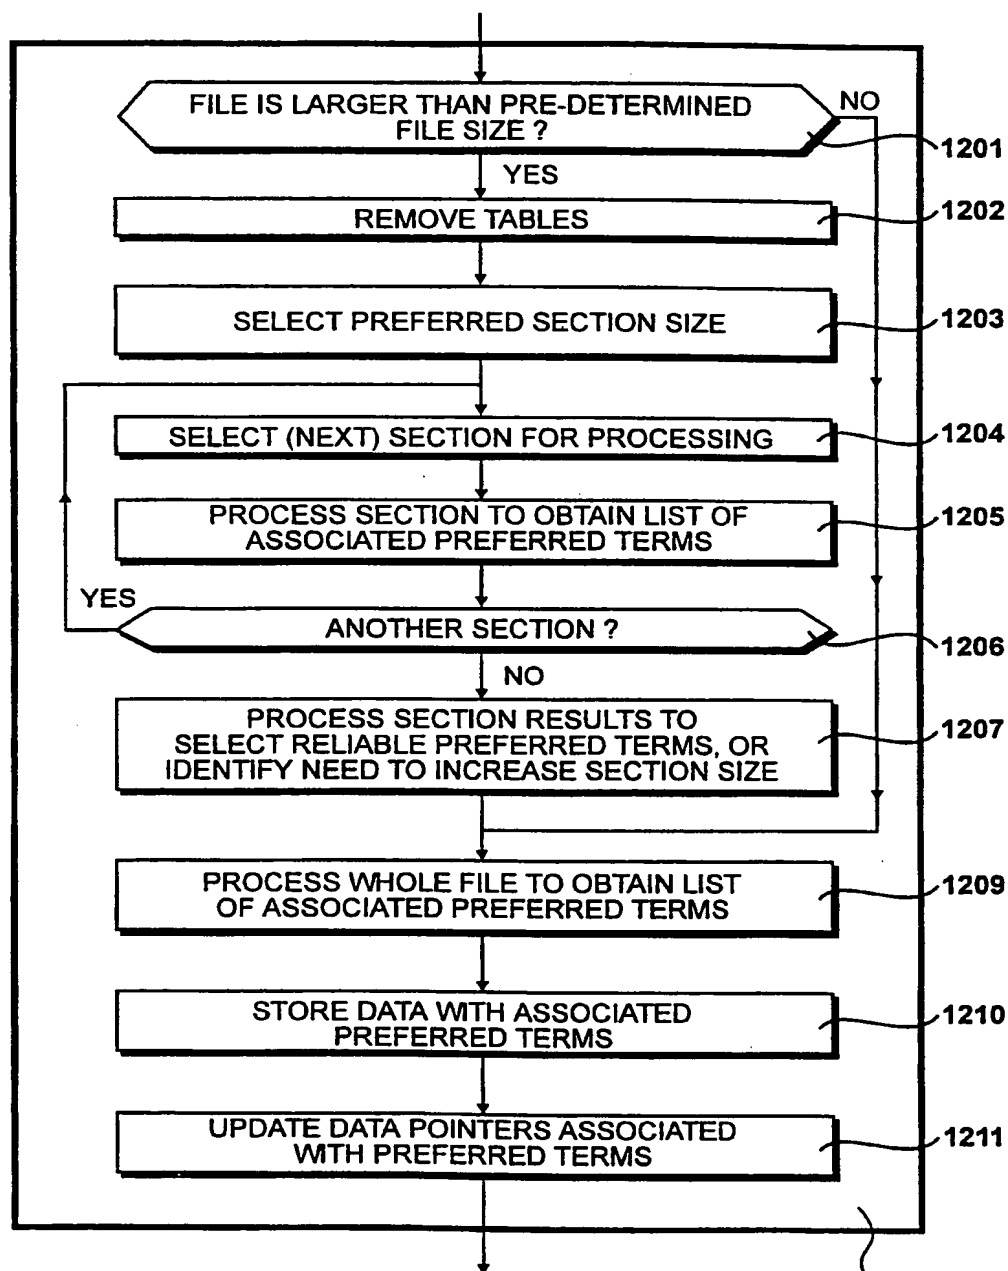 FILE IS LARGER THAN PRE-DETERMINED
FILE SIZE ?
NO
1201
YES
REMOVE TABLES
1202
SELECT PREFERRED SECTION SIZE
1203
SELECT (NEXT) SECTION FOR PROCESSING
1204
PROCESS SECTION TO OBTAIN LIST OF
ASSOCIATED PREFERRED TERMS
1205
YES
ANOTHER SECTION ?
1206
NO
PROCESS SECTION RESULTS TO
SELECT RELIABLE PREFERRED TERMS, OR
IDENTIFY NEED TO INCREASE SECTION SIZE
1207
PROCESS WHOLE FILE TO OBTAIN LIST
OF ASSOCIATED PREFERRED TERMS
1209
STORE DATA WITH ASSOCIATED
PREFERRED TERMS
1210
UPDATE DATA POINTERS ASSOCIATED
WITH PREFERRED TERMS
1211